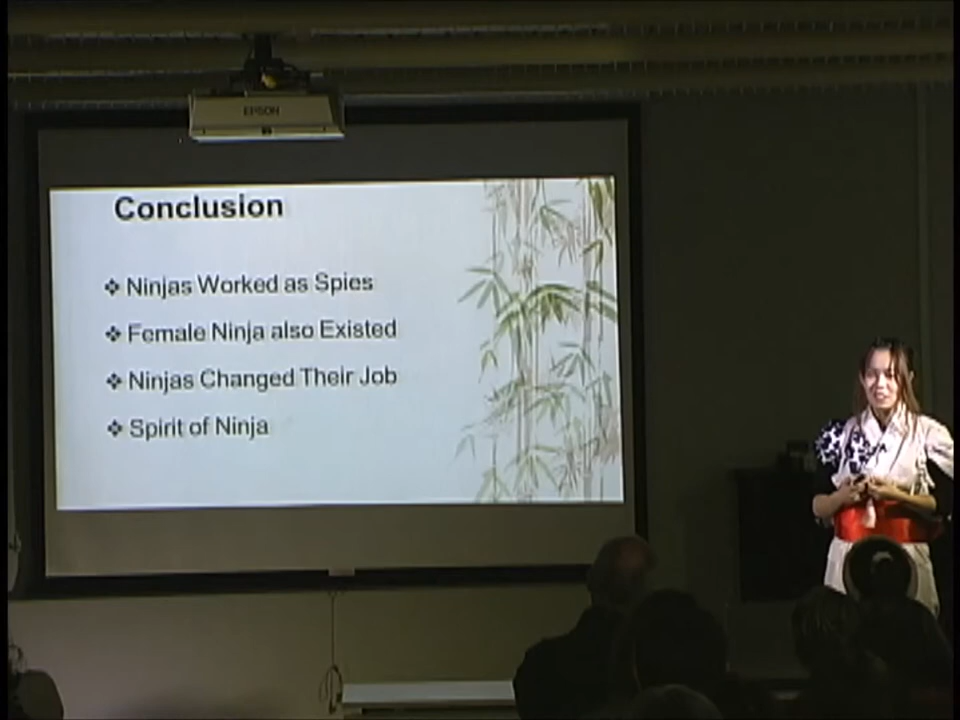 EPSON
Conclusion
❖ Ninjas Worked as Spies
❖ Female Ninja also Existed
❖ Ninjas Changed Their Job
❖ Spirit of Ninja